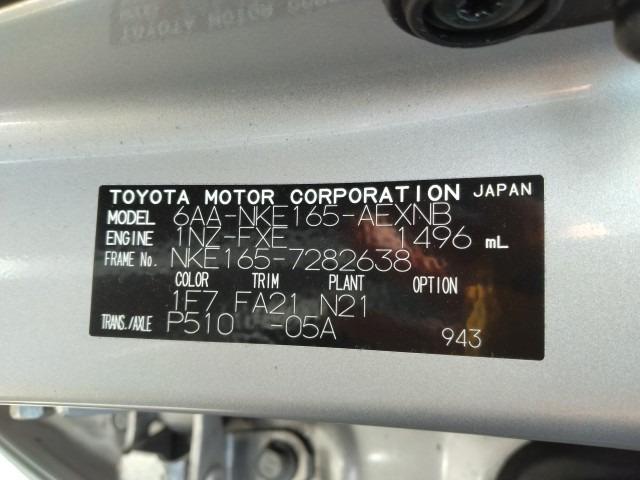 TOYOTA MOTOR CORPORATION JAPAN
MODEL 6AA-NKE165-AEXNB
ENGINE 1NZ-FXE 1496 mL
FRAME No. NKE165-7282638
COLOR TRIM PLANT OPTION
1F7 FA21 N21
TRANS./AXLE P510 -05A 943